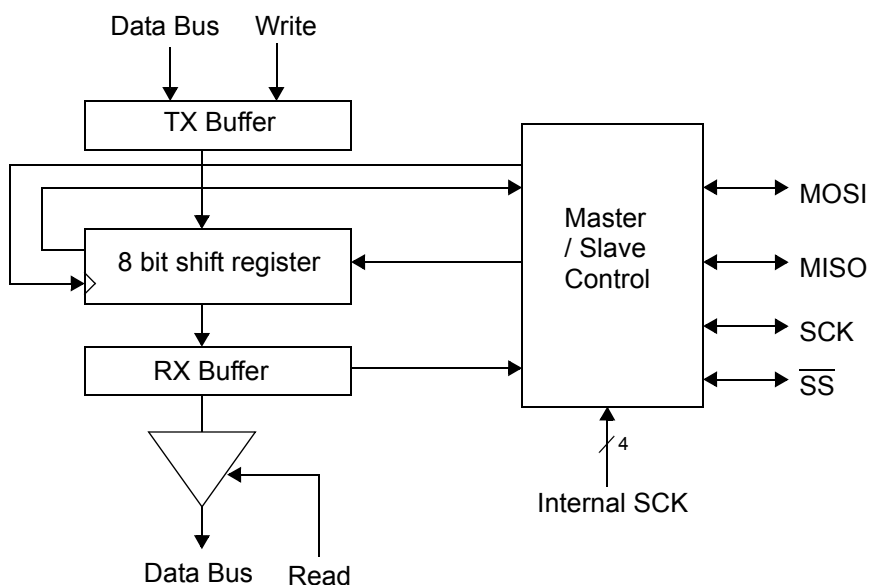 Data Bus
Write
TX Buffer
8 bit shift register
RX Buffer
Data Bus
Read
Master
/ Slave
Control
MOSI
MISO
SCK
S̅S̅
4
Internal SCK